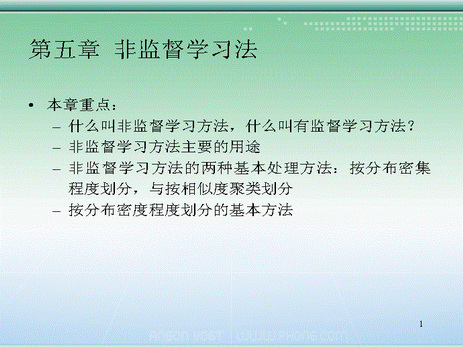 第五章 非监督学习法
• 本章重点：
– 什么叫非监督学习方法，什么叫有监督学习方法？
– 非监督学习方法主要的用途
– 非监督学习方法的两种基本处理方法：按分布密集
程度划分，与按相似度聚类划分
– 按分布密度程度划分的基本方法
1